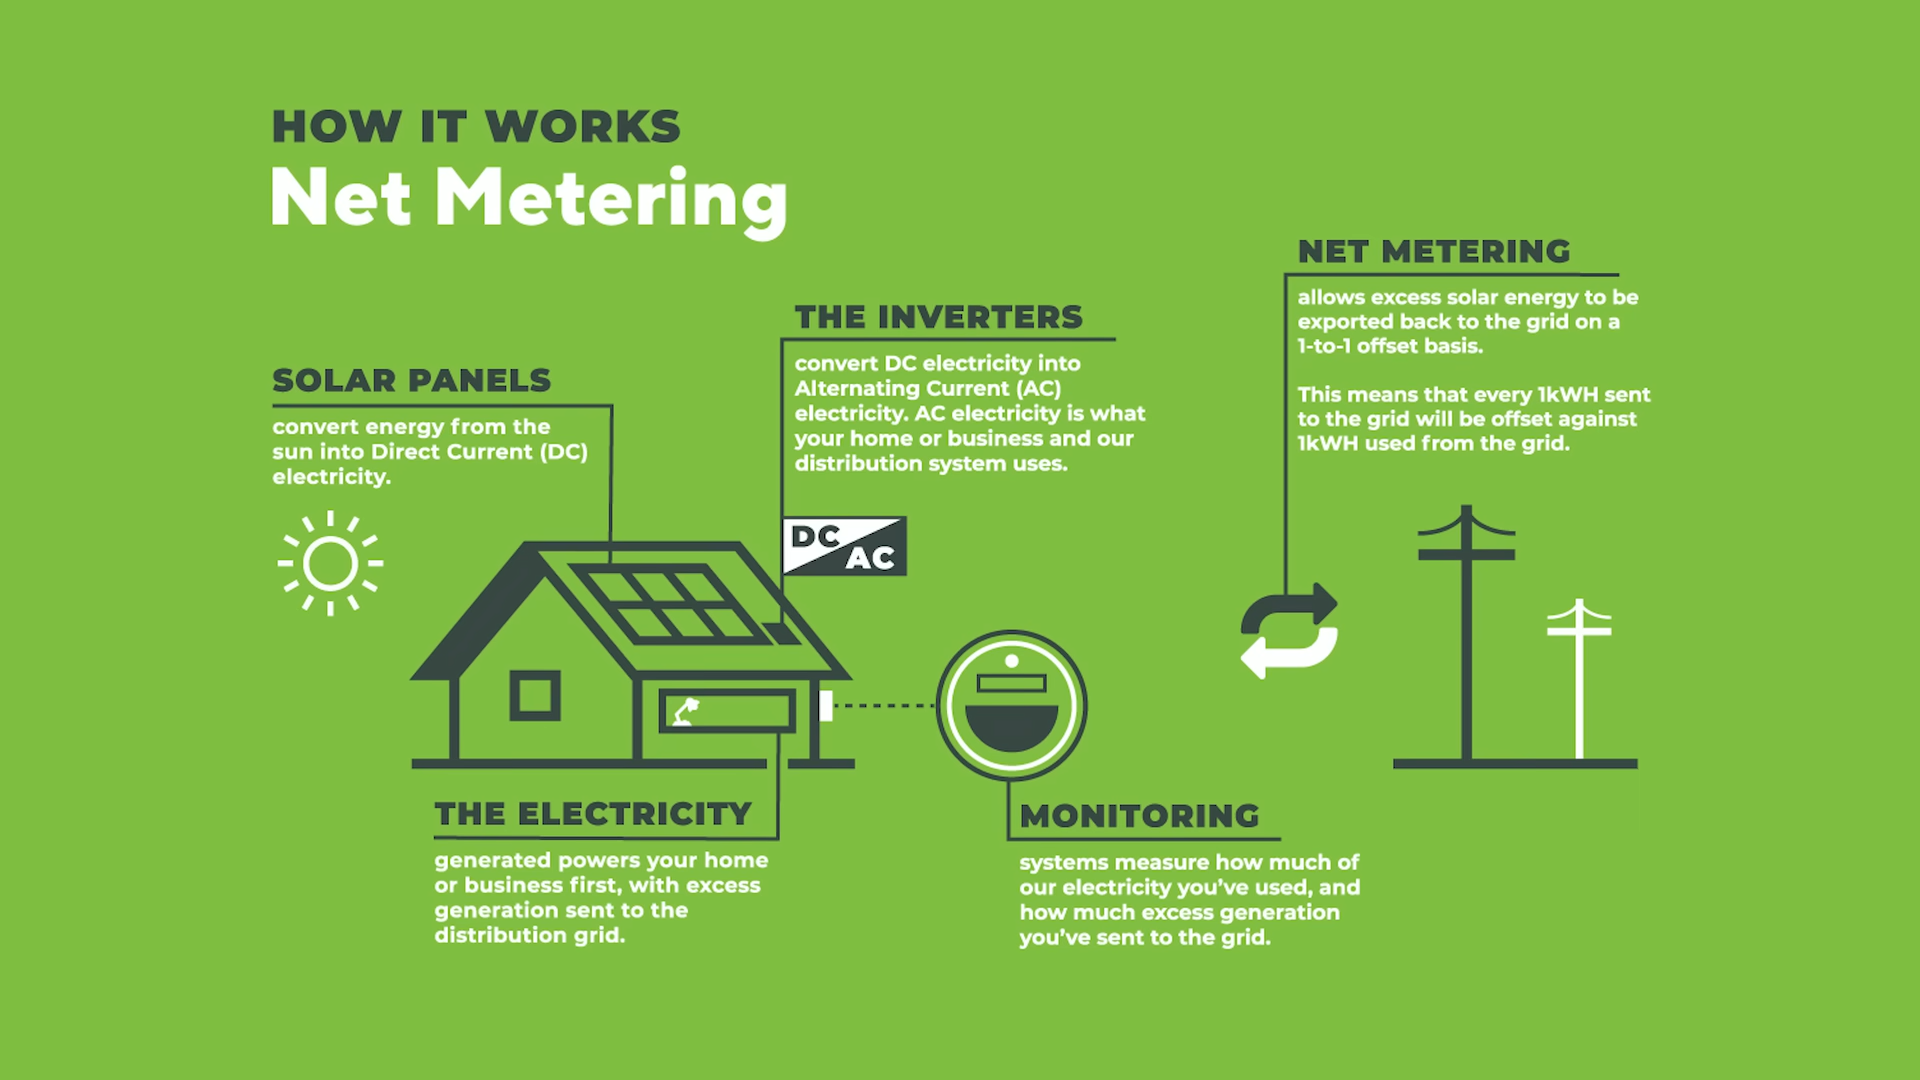 HOW IT WORKS
Net Metering
SOLAR PANELS
convert energy from the
sun into Direct Current (DC)
electricity.
THE INVERTERS
convert DC electricity into
Alternating Current (AC)
electricity. AC electricity is what
your home or business and our
distribution system uses.
DC
AC
NET METERING
allows excess solar energy to be
exported back to the grid on a
1-to-1 offset basis.
This means that every 1kWH sent
to the grid will be offset against
1kWH used from the grid.
THE ELECTRICITY
generated powers your home
or business first, with excess
generation sent to the
distribution grid.
MONITORING
systems measure how much of
our electricity you’ve used, and
how much excess generation
you’ve sent to the grid.